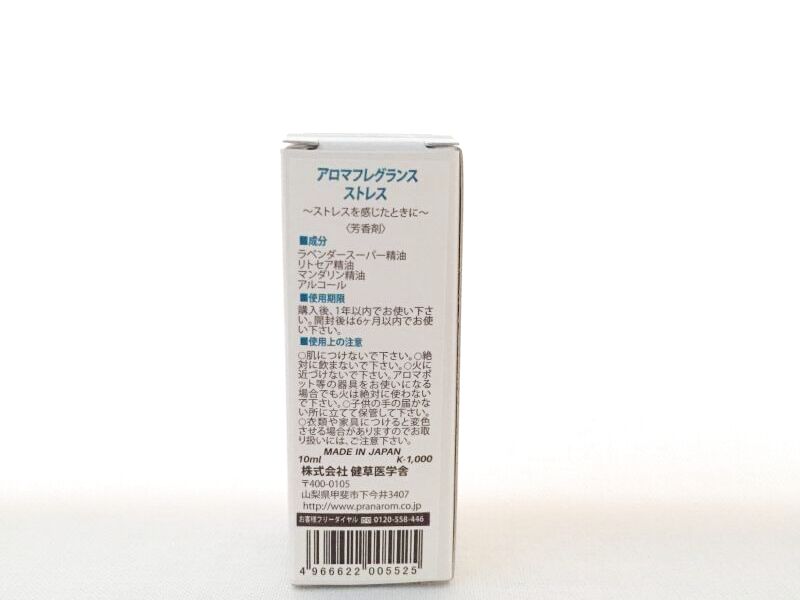 アロマフレグランス
ストレス
～ストレスを感じたときに～
〈芳香剤〉
■成分
ラベンダースーパー精油
リトセア精油
マンダリン精油
アルコール
■使用期限
購入後、1年以内でお使い下さ
い。開封後は6ヶ月以内でお使
い下さい。
■使用上の注意
○肌につけないで下さい。○絶
対に飲まないで下さい。○火に
近づけないで下さい。アロマポ
ット等の器具をお使いになる
場合でも火は絶対に使わない
で下さい。○子供の手の届かな
い所に立てて保管して下さい。
○衣類や家具につけると変色
させる場合がありますのでお取
り扱いには、ご注意下さい。
MADE IN JAPAN
10ml K-1,000
株式会社 健草医学舎
〒400-0105
山梨県甲斐市下今井3407
http://www.pranarom.co.jp
お客様フリーダイヤル 0120-558-446
4 966622 005525